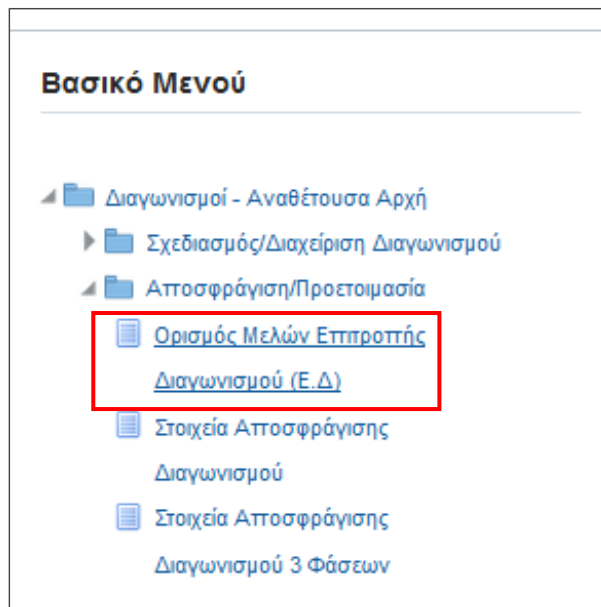 Βασικό Μενού
Διαγωνισμοί - Αναθέτουσα Αρχή
Σχεδιασμός/Διαχείριση Διαγωνισμού
Αποσφράγιση/Προετοιμασία
Ορισμός Μελών Επιτροπής
Διαγωνισμού (Ε.Δ)
Στοιχεία Αποσφράγισης
Διαγωνισμού
Στοιχεία Αποσφράγισης
Διαγωνισμού 3 Φάσεων